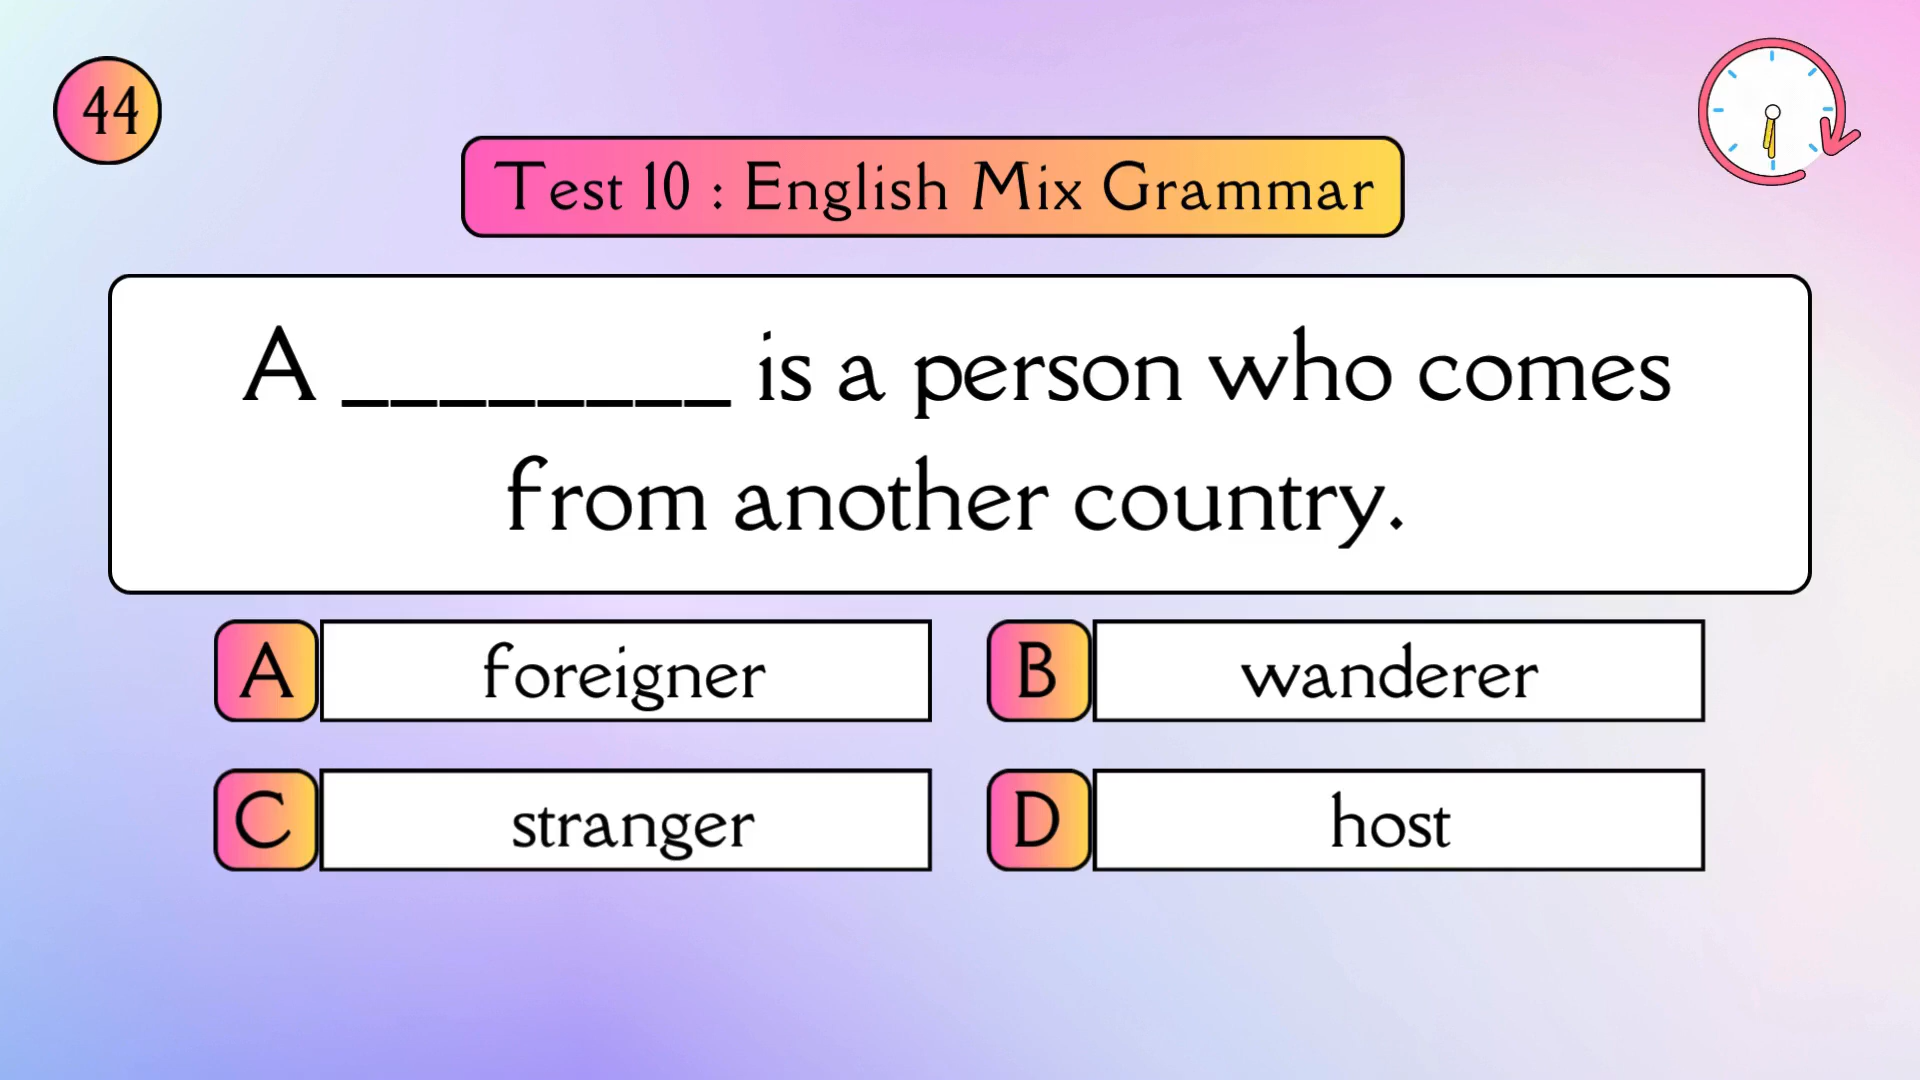 44
Test 10 : English Mix Grammar
A ________ is a person who comes
from another country.
A foreigner
B wanderer
C stranger
D host